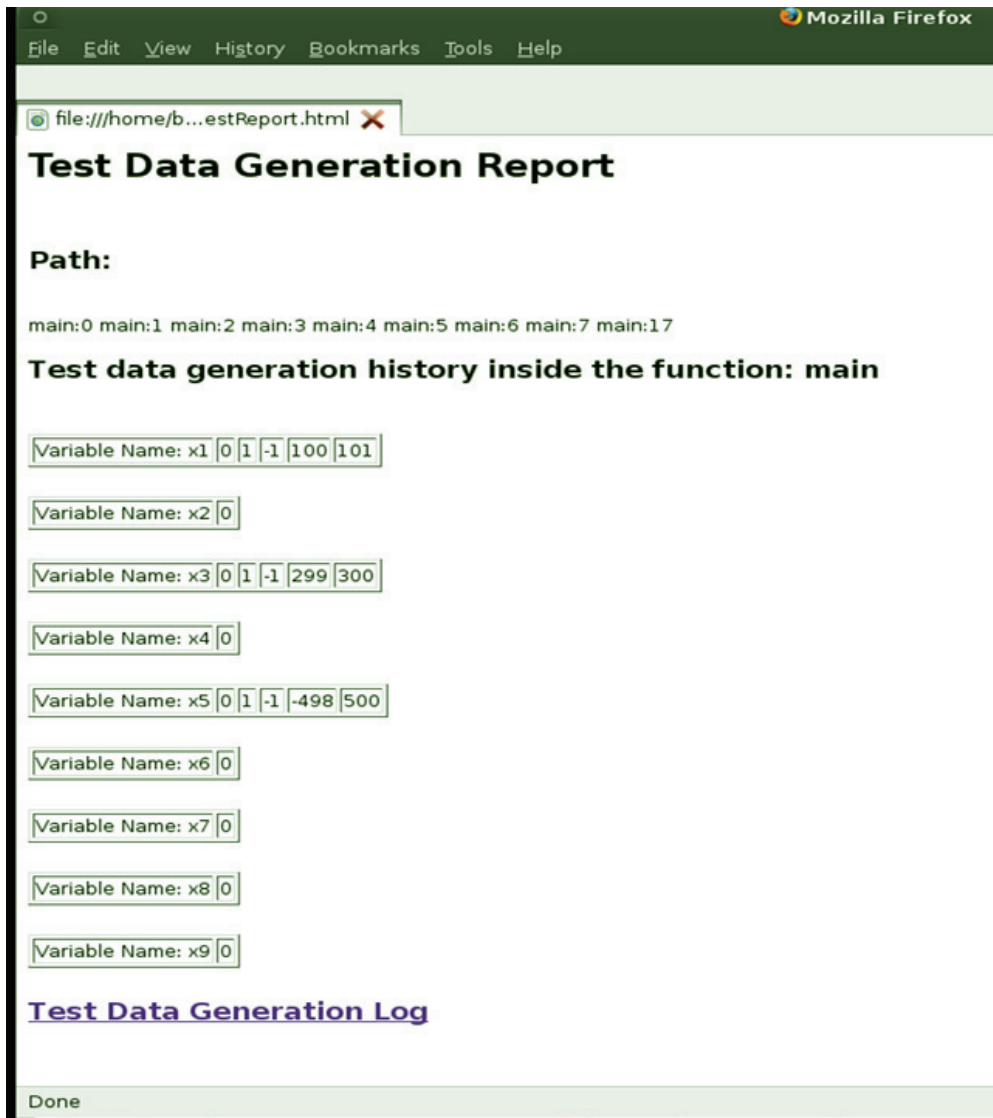 Mozilla Firefox
File Edit View History Bookmarks Tools Help
file:///home/b...estReport.html
Test Data Generation Report
Path:
main:0 main:1 main:2 main:3 main:4 main:5 main:6 main:7 main:17
Test data generation history inside the function: main
Variable Name: x1 0 1 -1 100 101
Variable Name: x2 0
Variable Name: x3 0 1 -1 299 300
Variable Name: x4 0
Variable Name: x5 0 1 -1 -498 500
Variable Name: x6 0
Variable Name: x7 0
Variable Name: x8 0
Variable Name: x9 0
Test Data Generation Log
Done